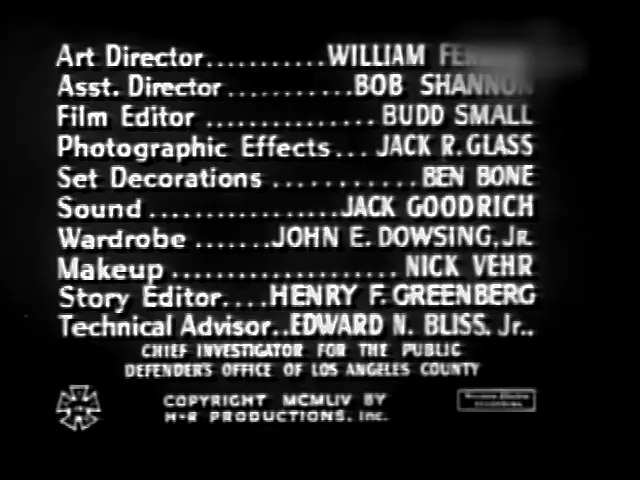 Art Director........... WILLIAM
Asst. Director............BOB SHANNON
Film Editor ............... BUDD SMALL
Photographic Effects... JACK R. GLASS
Set Decorations ............ BEN BONE
Sound .................JACK GOODRICH
Wardrobe .......JOHN E. DOWSING, JR.
Makeup .................... NICK VEHR
Story Editor....HENRY F. GREENBERG
Technical Advisor..EDWARD N. BLISS, Jr..
CHIEF INVESTIGATOR FOR THE PUBLIC
DEFENDER'S OFFICE OF LOS ANGELES COUNTY
COPYRIGHT MCMLIV BY
H-R PRODUCTIONS, Inc.